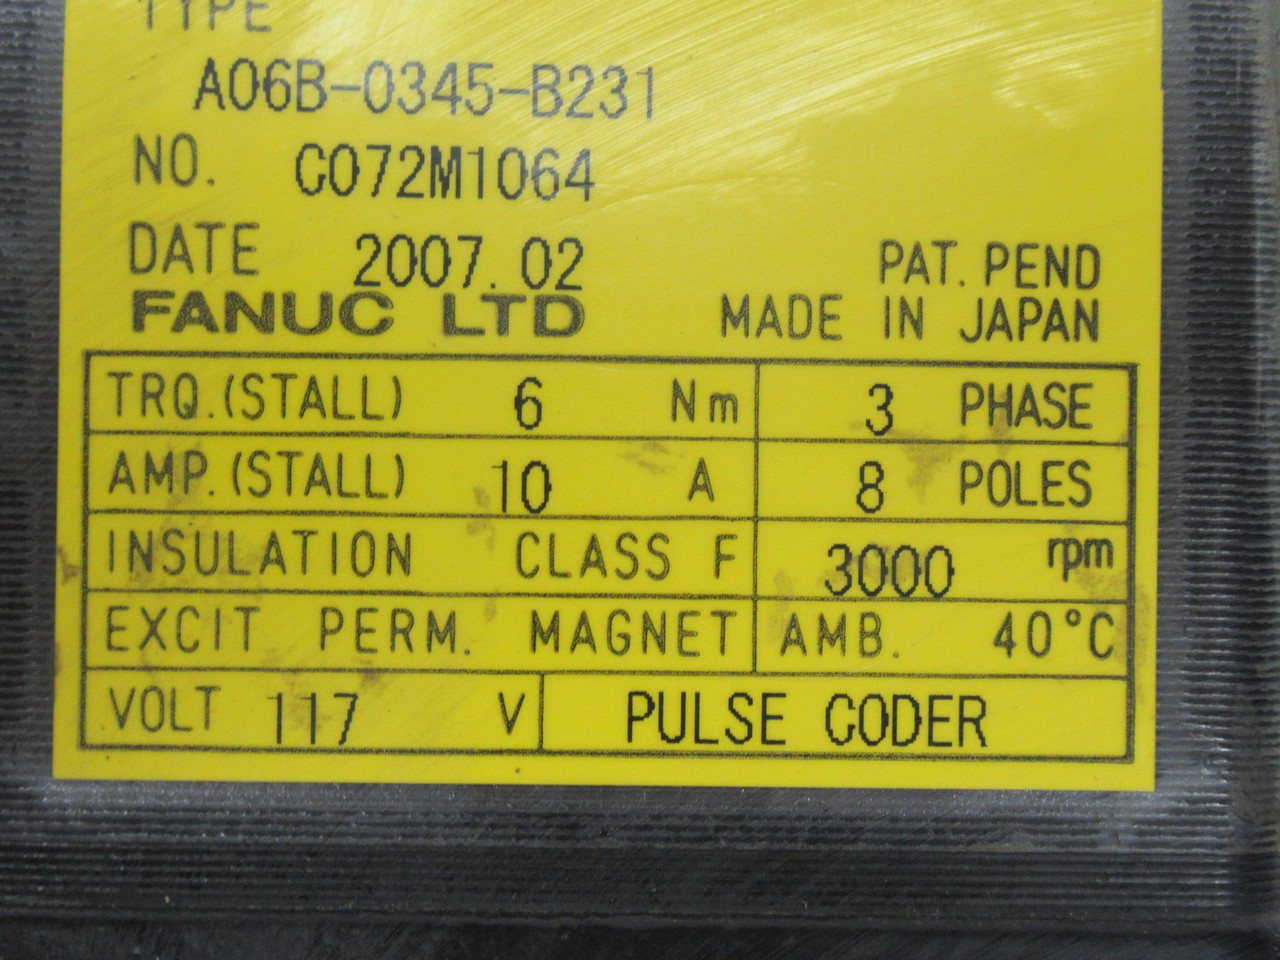 TYPE
A06B-0345-B231
NO. C072M1064
DATE 2007.02
PAT. PEND
FANUC LTD
MADE IN JAPAN
TRQ.(STALL) 6 Nm 3 PHASE
AMP.(STALL) 10 A 8 POLES
INSULATION CLASS F 3000 rpm
EXCIT PERM. MAGNET AMB. 40°C
VOLT 117 V PULSE CODER